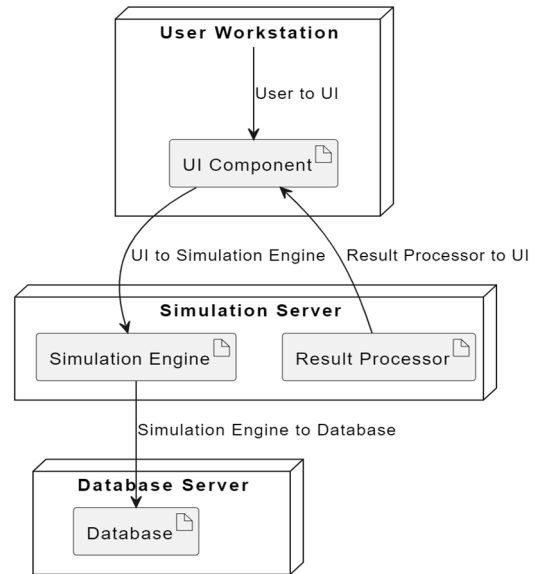 User Workstation
User to UI
UI Component
UI to Simulation Engine
Result Processor to UI
Simulation Server
Simulation Engine
Result Processor
Simulation Engine to Database
Database Server
Database